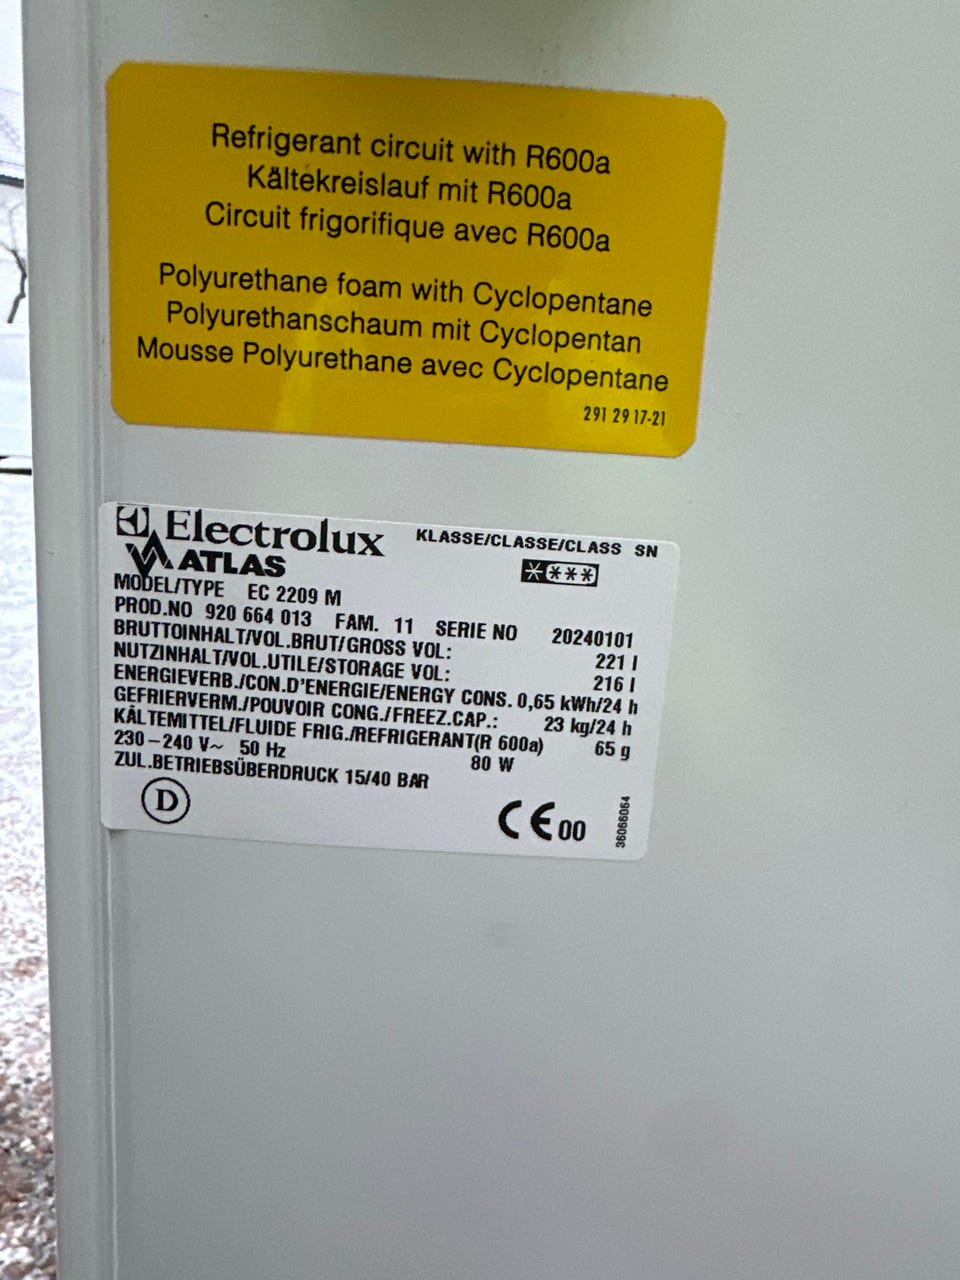 Refrigerant circuit with R600a
Kältekreislauf mit R600a
Circuit frigorifique avec R600a
Polyurethane foam with Cyclopentane
Polyurethanschaum mit Cyclopentan
Mousse Polyurethane avec Cyclopentane
291 29 17-21
Electrolux KLASSE/CLASSE/CLASS SN
ATLAS ****
MODEL/TYPE EC 2209 M
PROD.NO 920 664 013 FAM. 11 SERIE NO 20240101
BRUTTOINHALT/VOL.BRUT/GROSS VOL: 221 l
NUTZINHALT/VOL.UTILE/STORAGE VOL: 216 l
ENERGIEVERB./CON.D'ENERGIE/ENERGY CONS. 0,65 kWh/24 h
GEFRIERVERM./POUVOIR CONG./FREEZ.CAP.: 23 kg/24 h
KÄLTEMITTEL/FLUIDE FRIG./REFRIGERANT(R 600a) 65 g
230-240 V~ 50 Hz 80 W
ZUL.BETRIEBSÜBERDRUCK 15/40 BAR
D
CE 00
36066064